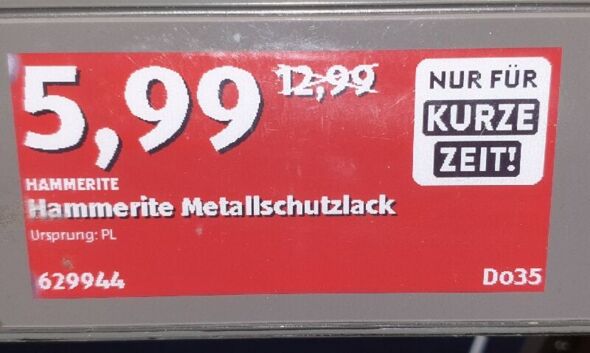 5,99 12,99
NUR FÜR
KURZE
ZEIT!
HAMMERITE
Hammerite Metallschutzlack
Ursprung: PL
629944 Do35